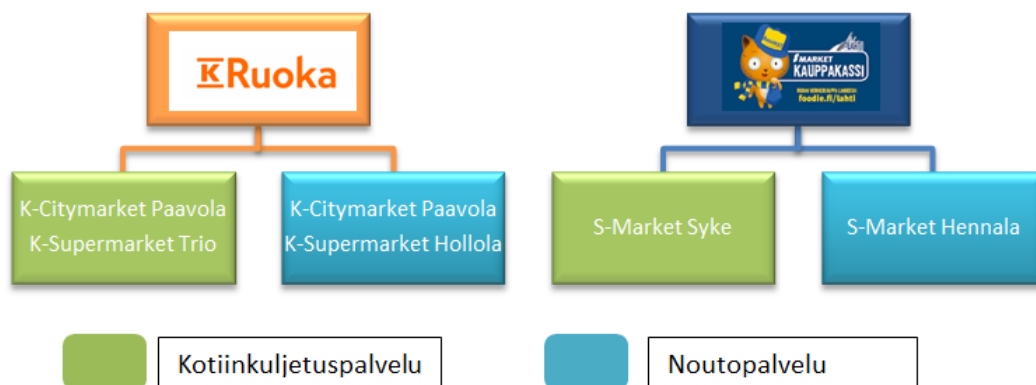 K Ruoka
S MARKET
KAUPPAKASSI
foodie.fi/lahti
K-Citymarket Paavola
K-Supermarket Trio
K-Citymarket Paavola
K-Supermarket Hollola
S-Market Syke
S-Market Hennala
Kotiinkuljetuspalvelu
Noutopalvelu